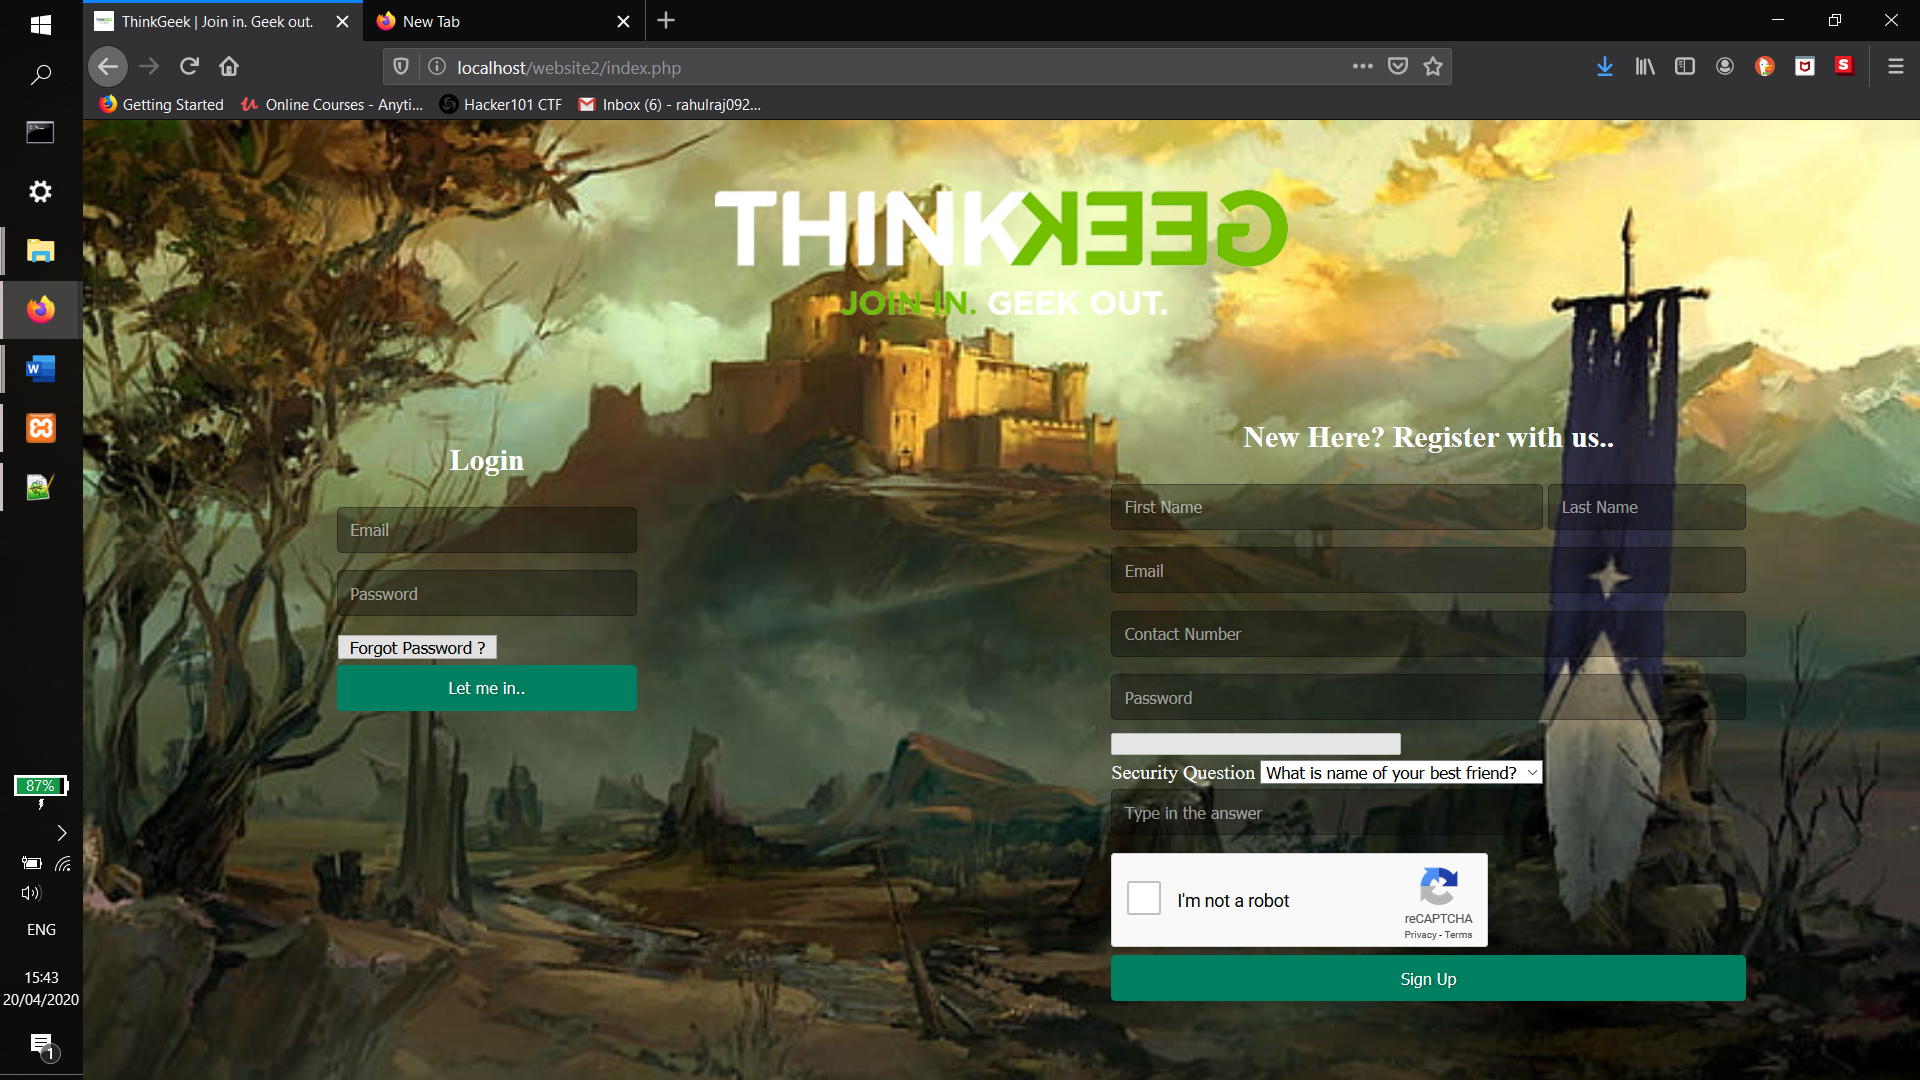 ThinkGeek | Join in. Geek out.
New Tab
localhost/website2/index.php
Getting Started
Online Courses - Anyti...
Hacker101 CTF
Inbox (6) - rahulraj092...
THINKGEEK
JOIN IN. GEEK OUT.
Login
Email
Password
Forgot Password ?
Let me in..
New Here? Register with us..
First Name
Last Name
Email
Contact Number
Password
Security Question What is name of your best friend?
Type in the answer
I'm not a robot
reCAPTCHA
Privacy - Terms
Sign Up
87%
ENG
15:43
20/04/2020
1